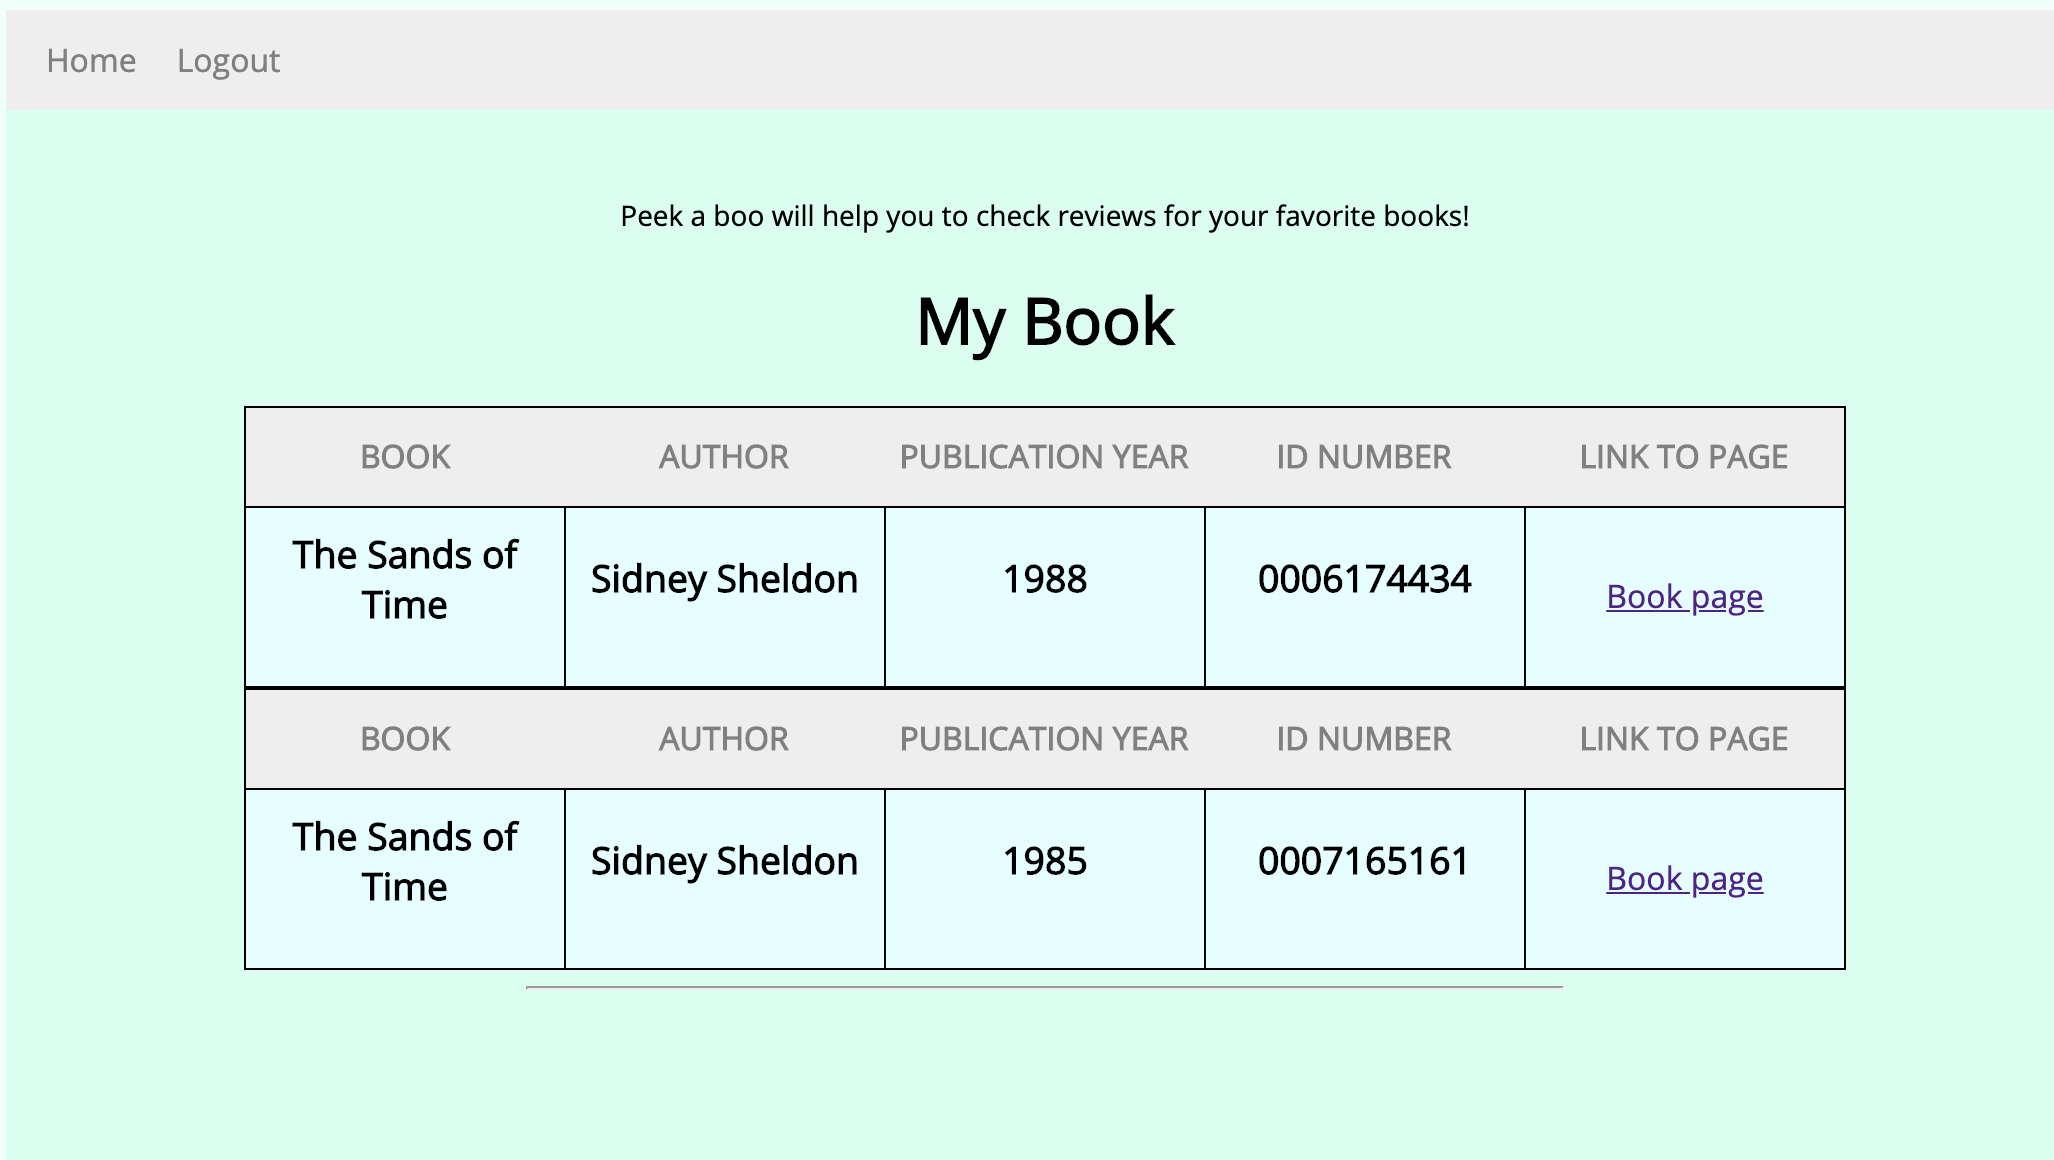 Home Logout
Peek a boo will help you to check reviews for your favorite books!
My Book
BOOK AUTHOR PUBLICATION YEAR ID NUMBER LINK TO PAGE
The Sands of
Time
Sidney Sheldon
1988
0006174434
Book page
BOOK AUTHOR PUBLICATION YEAR ID NUMBER LINK TO PAGE
The Sands of
Time
Sidney Sheldon
1985
0007165161
Book page